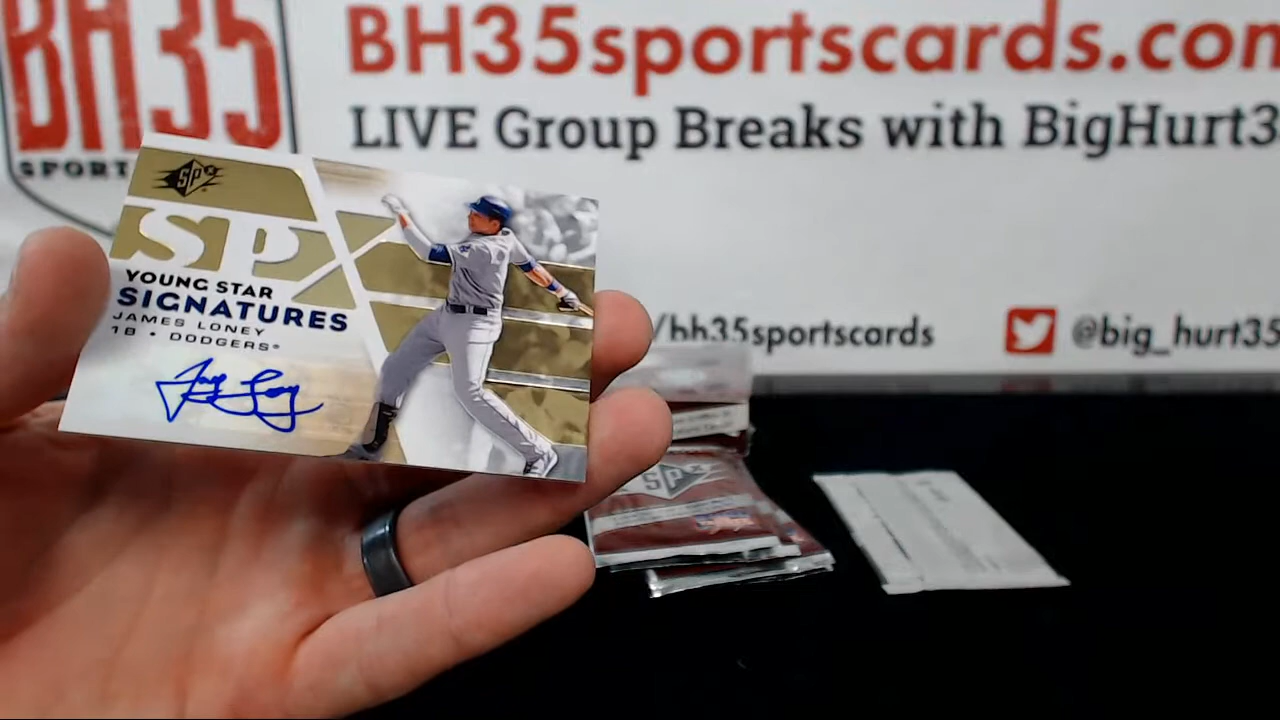 BH35
SPORT
BH35sportscards.com
LIVE Group Breaks with BigHurt3
/bh35sportscards
@big_hurt35
SPx
SPX
YOUNG STAR
SIGNATURES
JAMES LONEY
1B • DODGERS®
SPx